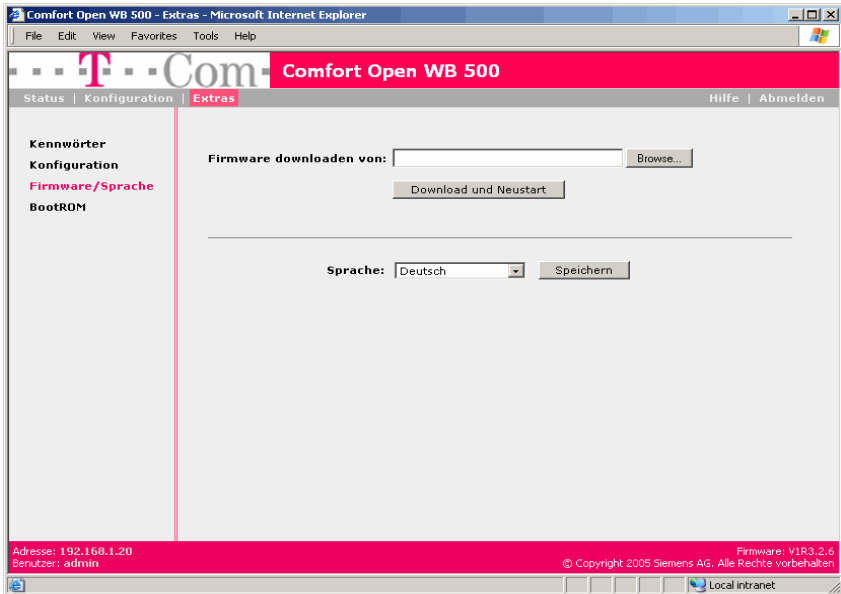 Comfort Open WB 500 - Extras - Microsoft Internet Explorer
File Edit View Favorites Tools Help
T Com Comfort Open WB 500
Status | Konfiguration | Extras Hilfe | Abmelden
Kennwörter
Konfiguration
Firmware/Sprache
BootROM
Firmware downloaden von: Browse...
Download und Neustart
Sprache: Deutsch Speichern
Adresse: 192.168.1.20 Firmware: V1R3.2.6
Benutzer: admin © Copyright 2005 Siemens AG. Alle Rechte vorbehalten
Local intranet